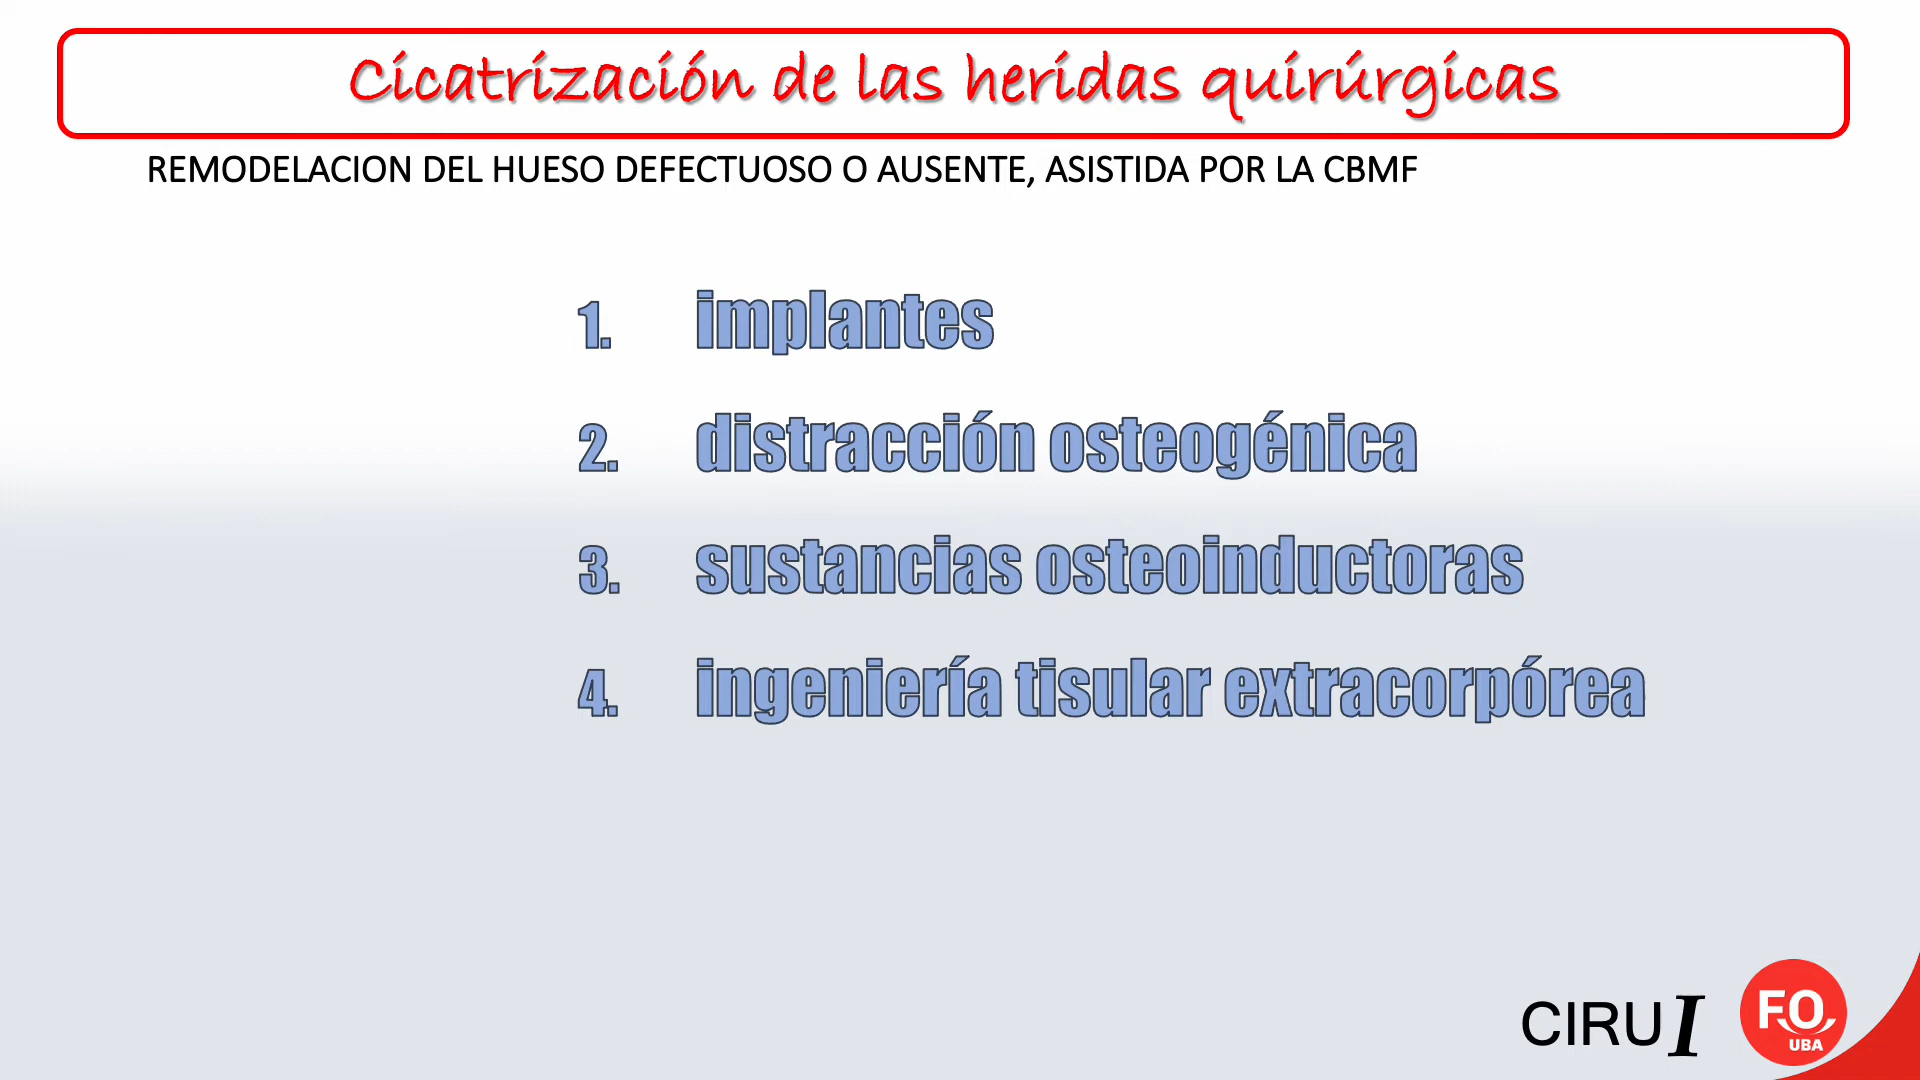 Cicatrización de las heridas quirúrgicas
REMODELACION DEL HUESO DEFECTUOSO O AUSENTE, ASISTIDA POR LA CBMF
1. implantes
2. distracción osteogénica
3. sustancias osteoinductoras
4. ingeniería tisular extracorpórea
CIRU I
FO
UBA